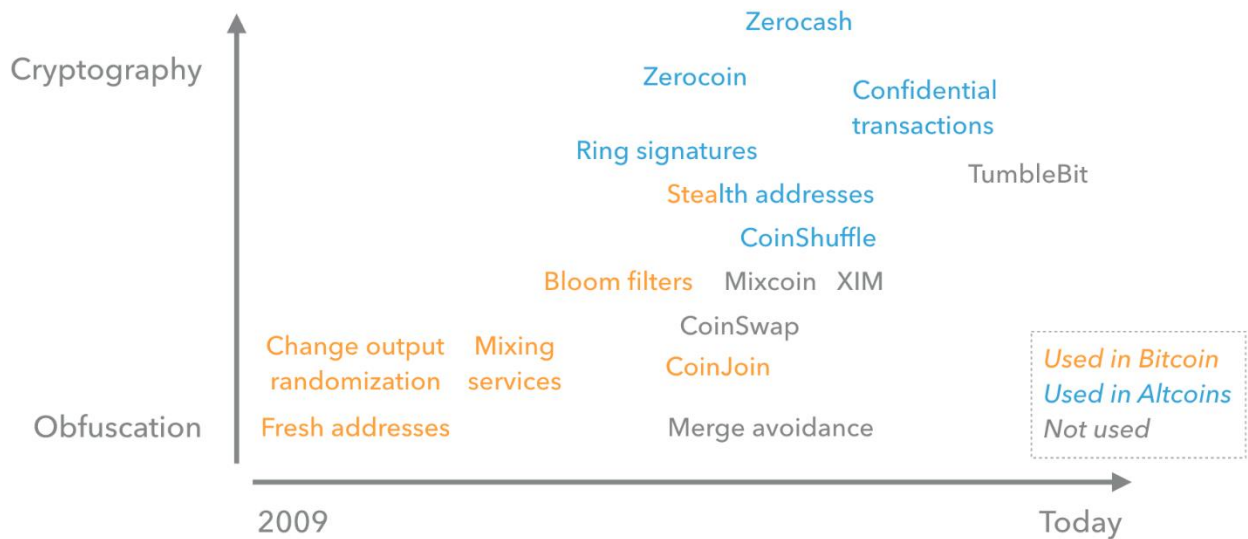 Zerocash
Cryptography
Zerocoin
Confidential
transactions
Ring signatures
TumbleBit
Stealth addresses
CoinShuffle
Bloom filters
Mixcoin
XIM
CoinSwap
Change output
randomization
Mixing
services
CoinJoin
Used in Bitcoin
Used in Altcoins
Not used
Obfuscation
Fresh addresses
Merge avoidance
2009
Today